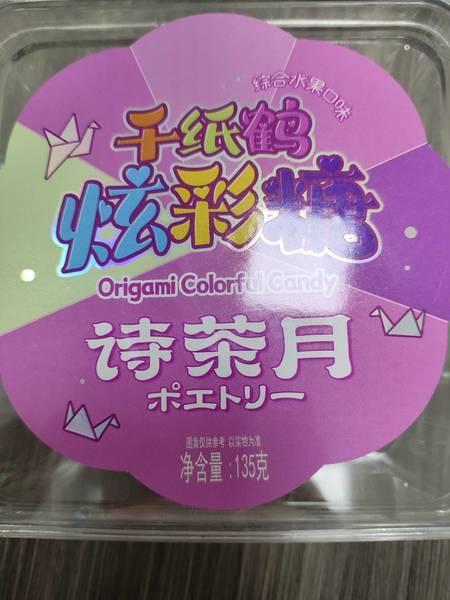 综合水果口味
千纸鹤
炫彩糖
Origami Colorful Candy
诗茶月
ポエトリー
图案仅供参考 以实物为准
净含量:135克